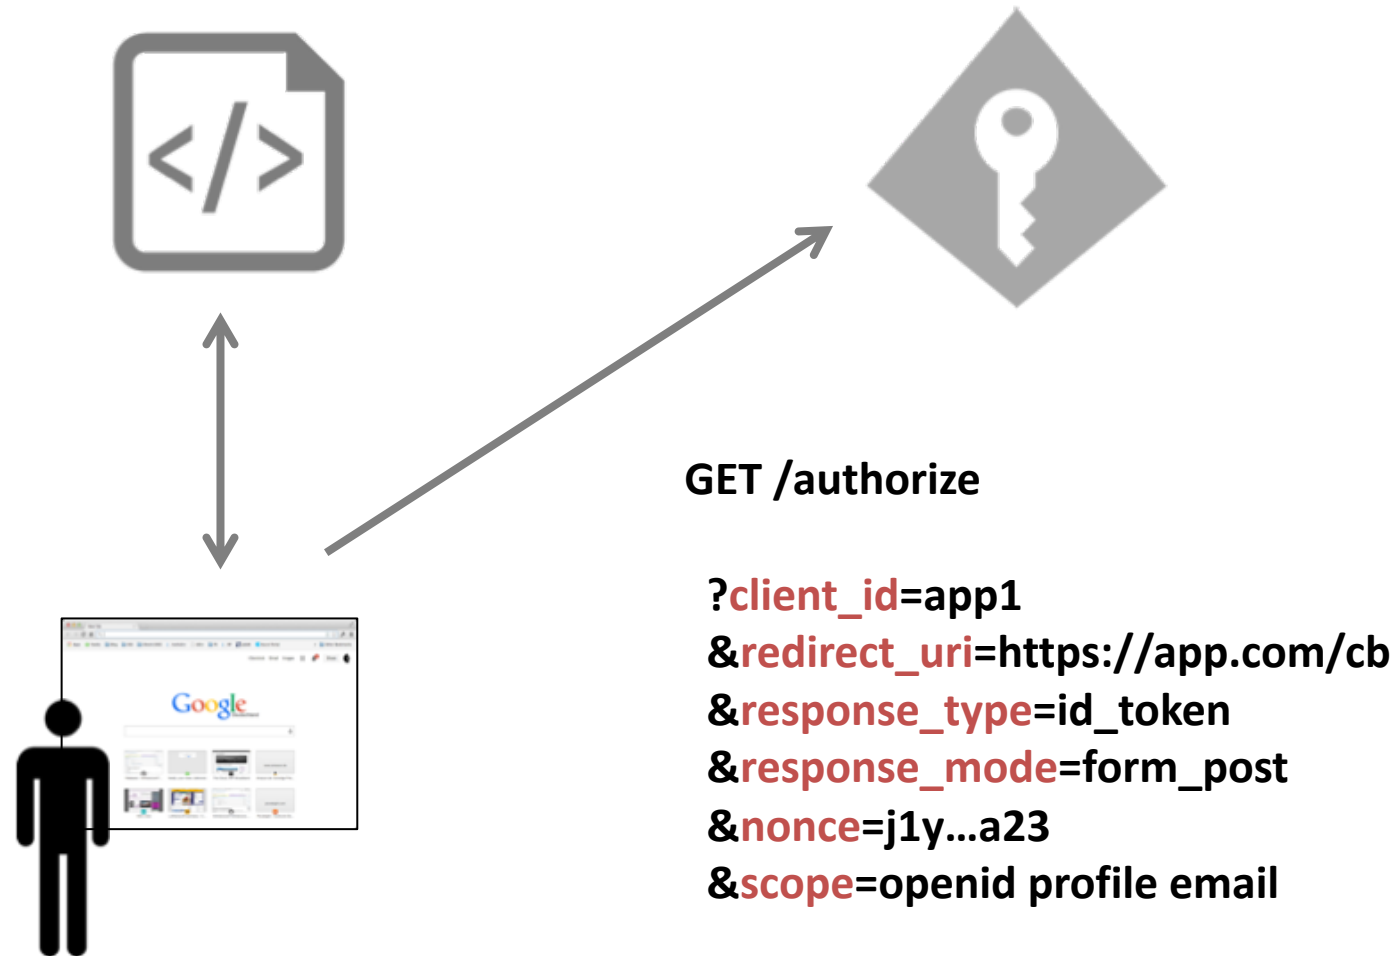 </>
GET /authorize
?client_id=app1
&redirect_uri=https://app.com/cb
&response_type=id_token
&response_mode=form_post
&nonce=j1y…a23
&scope=openid profile email
Google